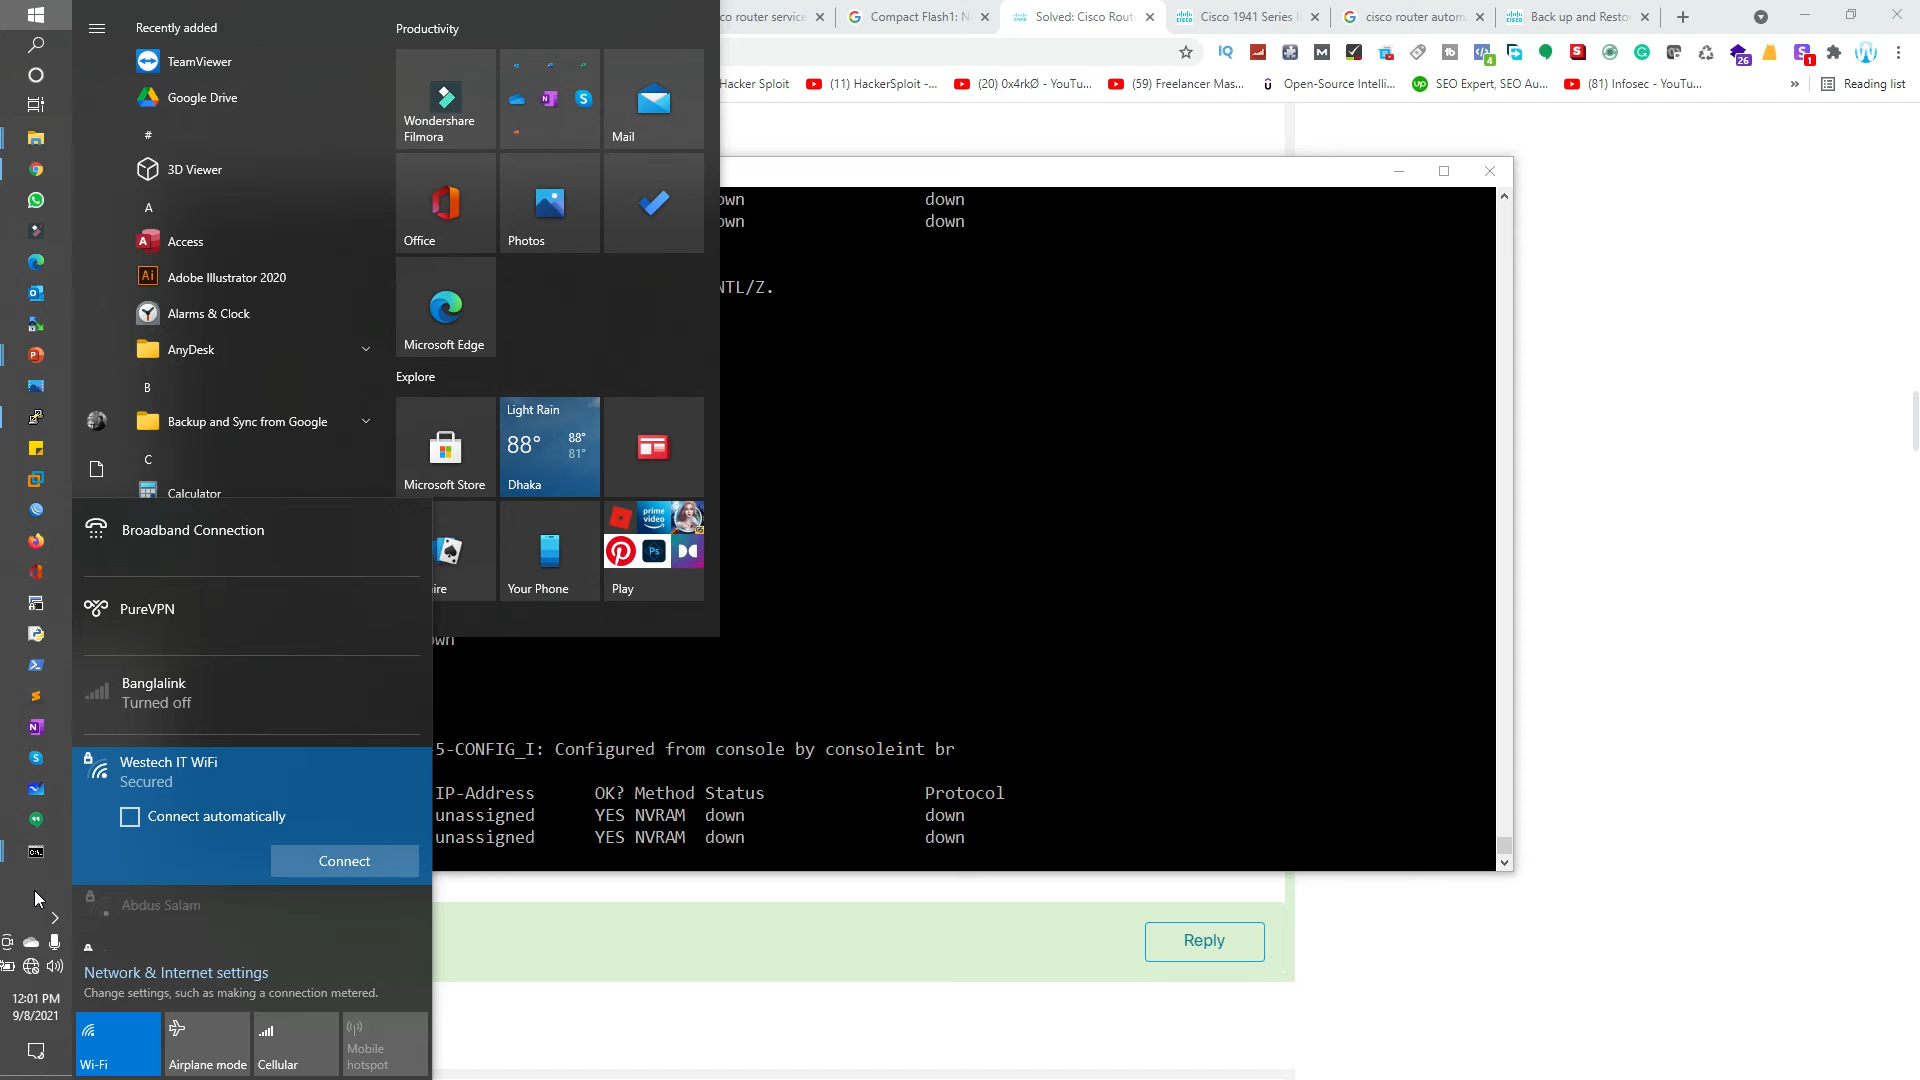 Recently added
TeamViewer
Google Drive
#
3D Viewer
A
Access
Adobe Illustrator 2020
Alarms & Clock
AnyDesk
B
Backup and Sync from Google
C
Calculator
Productivity
Wondershare
Filmora
Mail
Office
Photos
Microsoft Edge
Explore
Microsoft Store
Light Rain
88°
88°
81°
Dhaka
ire
Your Phone
prime
video
Ps
Play
Broadband Connection
PureVPN
Banglalink
Turned off
Westech IT WiFi
Secured
Connect automatically
Connect
Abdus Salam
Network & Internet settings
Change settings, such as making a connection metered.
Wi-Fi
Airplane mode
Cellular
Mobile
hotspot
12:01 PM
9/8/2021
co router service
Compact Flash1: N
Solved: Cisco Rout
Cisco 1941 Series I
cisco router autom
Back up and Resto
Hacker Sploit
(11) HackerSploit -...
(20) 0x4rkØ - YouTu...
(59) Freelancer Mas...
Open-Source Intelli...
SEO Expert, SEO Au...
(81) Infosec - YouTu...
Reading list
own down
own down
NTL/Z.
own
-5-CONFIG_I: Configured from console by consoleint br
IP-Address OK? Method Status Protocol
unassigned YES NVRAM down down
unassigned YES NVRAM down down
Reply